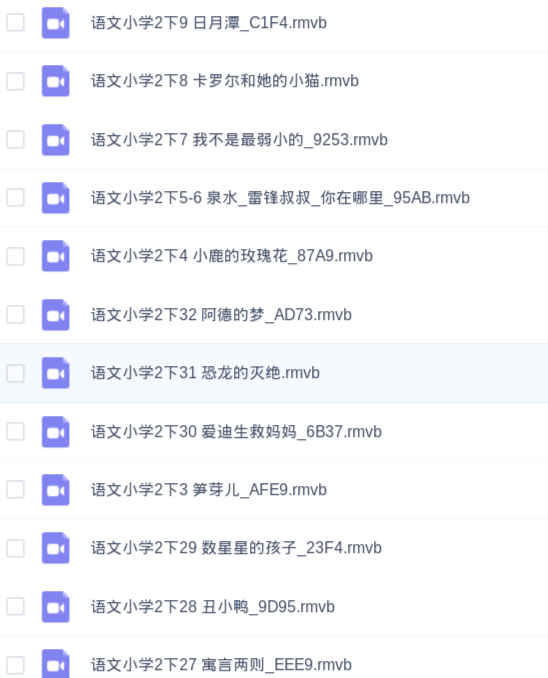 语文小学2下9 日月潭_C1F4.rmvb
语文小学2下8 卡罗尔和她的小猫.rmvb
语文小学2下7 我不是最弱小的_9253.rmvb
语文小学2下5-6 泉水_雷锋叔叔_你在哪里_95AB.rmvb
语文小学2下4 小鹿的玫瑰花_87A9.rmvb
语文小学2下32 阿德的梦_AD73.rmvb
语文小学2下31 恐龙的灭绝.rmvb
语文小学2下30 爱迪生救妈妈_6B37.rmvb
语文小学2下3 笋芽儿_AFE9.rmvb
语文小学2下29 数星星的孩子_23F4.rmvb
语文小学2下28 丑小鸭_9D95.rmvb
语文小学2下27 寓言两则_EEE9.rmvb